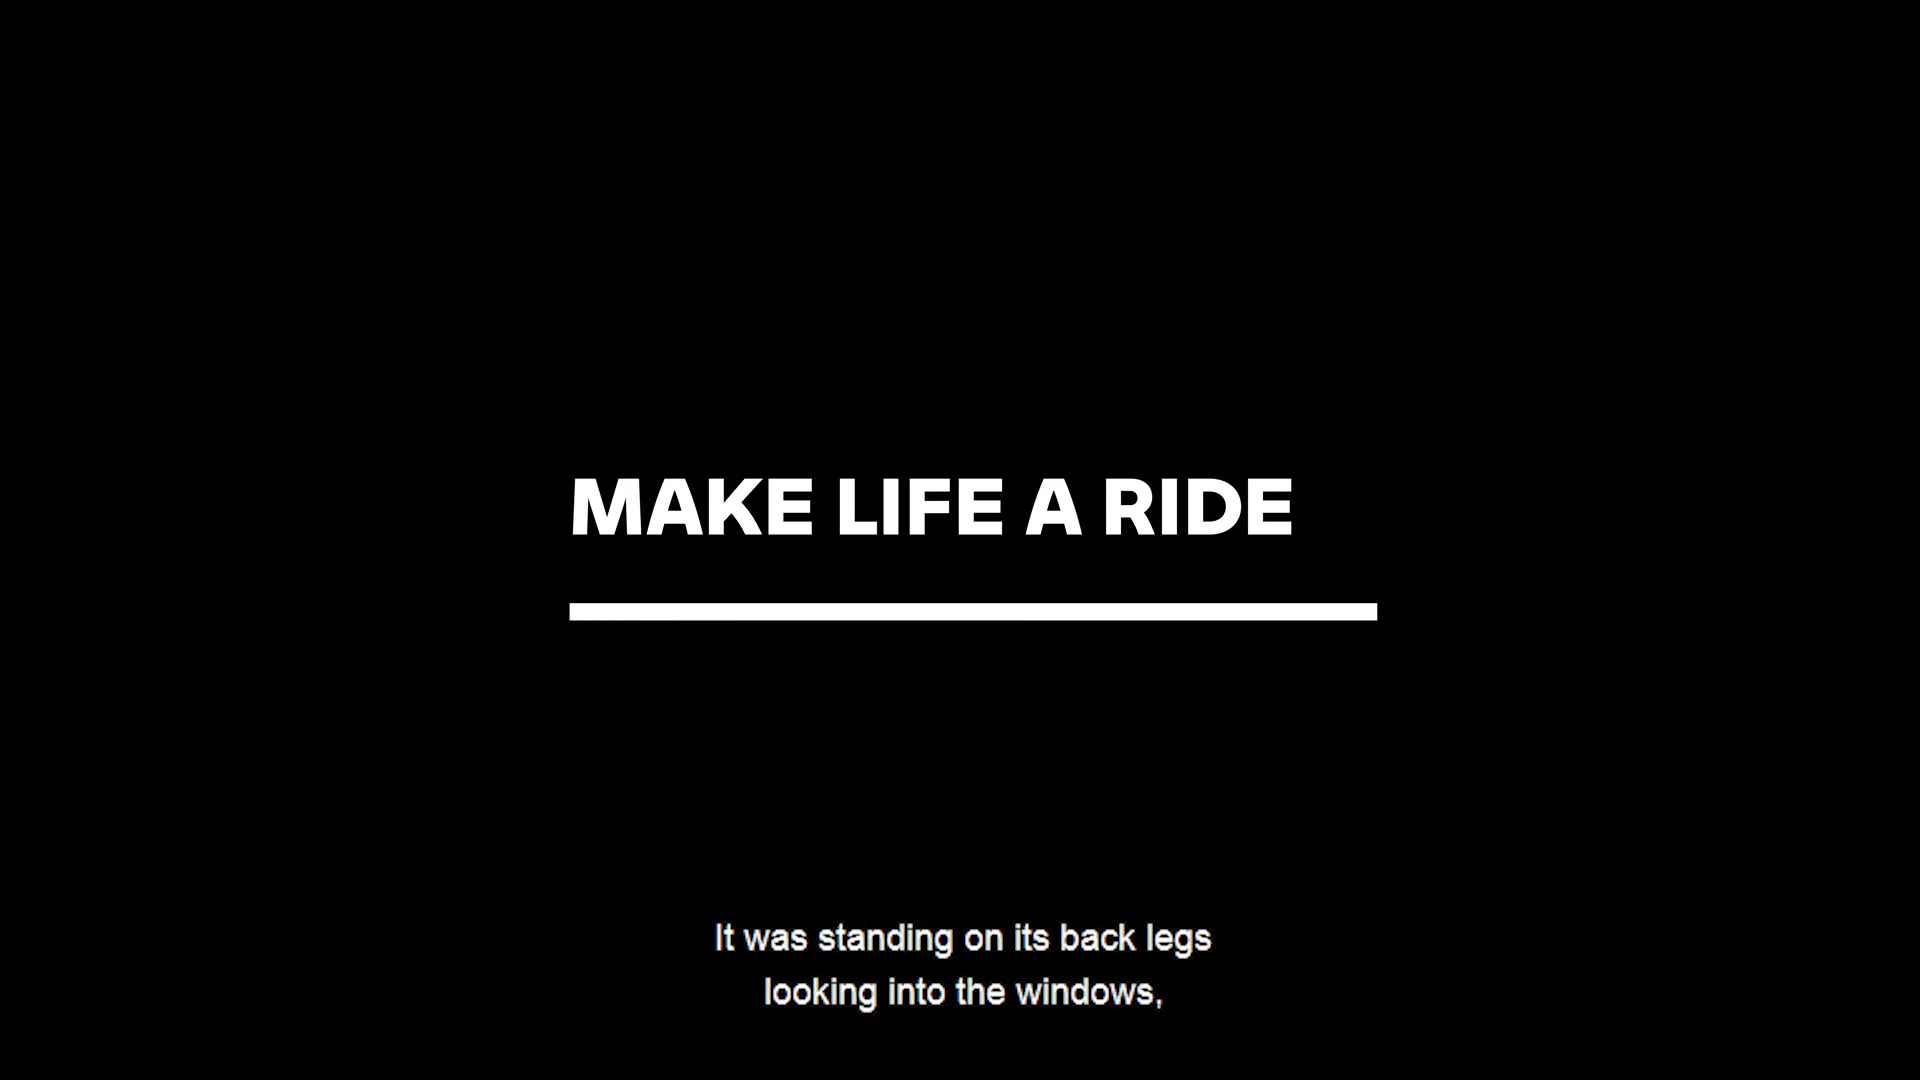 MAKE LIFE A RIDE
It was standing on its back legs
looking into the windows,